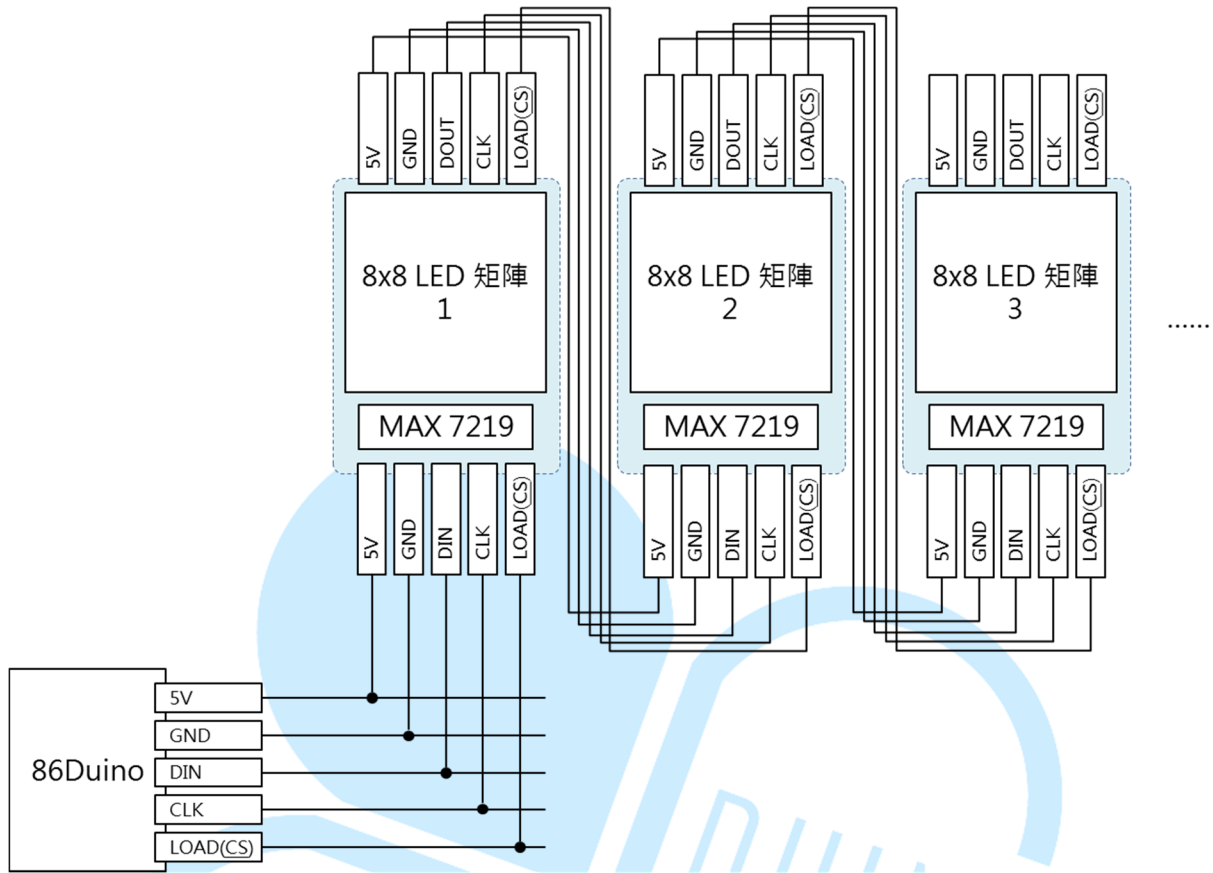 5V
GND
DOUT
CLK
LOAD(CS)
5V
GND
DOUT
CLK
LOAD(CS)
5V
GND
DOUT
CLK
LOAD(CS)
8x8 LED 矩陣
1
8x8 LED 矩陣
2
8x8 LED 矩陣
3
......
MAX 7219
MAX 7219
MAX 7219
5V
GND
DIN
CLK
LOAD(CS)
5V
GND
DIN
CLK
LOAD(CS)
5V
GND
DIN
CLK
LOAD(CS)
86Duino
5V
GND
DIN
CLK
LOAD(CS)